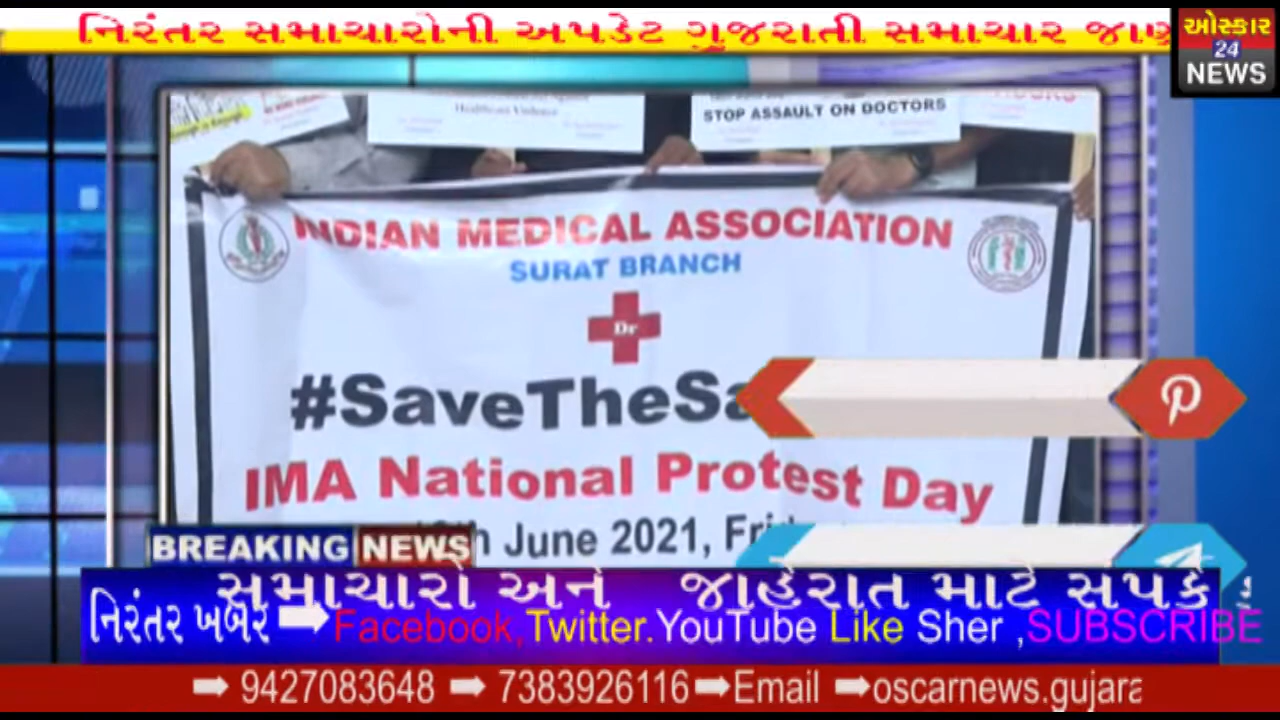 નિરંતર સમાચારોની અપડેટ ગુજરાતી સમાચાર
ઓસ્કાર
24
NEWS
Healthcare Violence
STOP ASSAULT ON DOCTORS
INDIAN MEDICAL ASSOCIATION
SURAT BRANCH
Dr
#SaveTheSa
IMA National Protest Day
June 2021, Fri
BREAKING NEWS
સમાચારો અને જાહેરાત માટે સંપર્ક
નિરંતર ખબર ➡ Facebook,Twitter.YouTube Like Sher ,SUBSCRIBE
➡ 9427083648 ➡ 7383926116 ➡Email ➡oscarnews.gujara